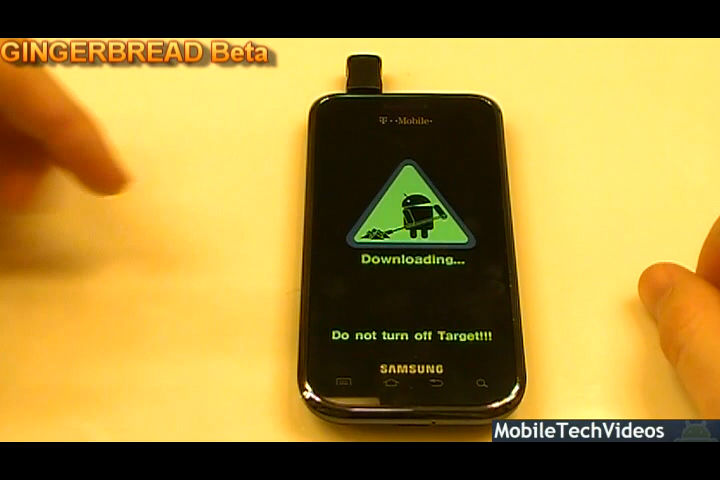 GINGERBREAD Beta
T··Mobile·
Downloading...
Do not turn off Target!!!
SAMSUNG
MobileTechVideos